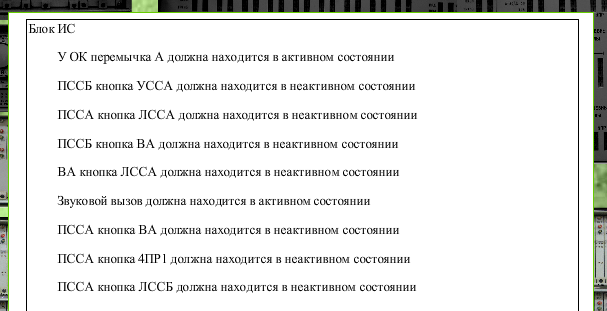 Блок ИС
У ОК перемычка А должна находится в активном состоянии
ПССБ кнопка УССА должна находится в неактивном состоянии
ПССА кнопка ЛССА должна находится в неактивном состоянии
ПССБ кнопка ВА должна находится в неактивном состоянии
ВА кнопка ЛССА должна находится в неактивном состоянии
Звуковой вызов должна находится в активном состоянии
ПССА кнопка ВА должна находится в неактивном состоянии
ПССА кнопка 4ПР1 должна находится в неактивном состоянии
ПССА кнопка ЛССБ должна находится в неактивном состоянии